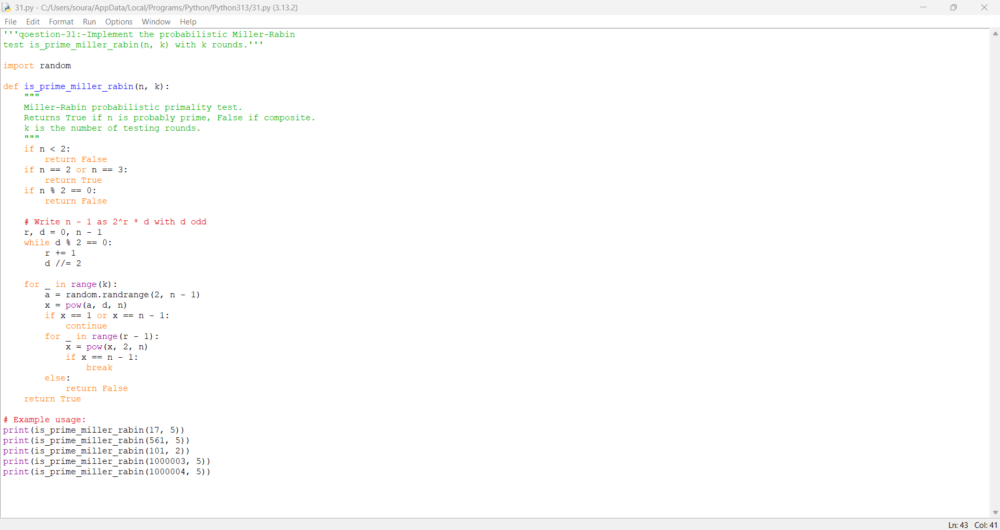 31.py - C:/Users/soura/AppData/Local/Programs/Python/Python313/31.py (3.13.2)
File Edit Format Run Options Window Help
'''qoestion-31:-Implement the probabilistic Miller-Rabin
test is_prime_miller_rabin(n, k) with k rounds.'''

import random

def is_prime_miller_rabin(n, k):
    """
    Miller-Rabin probabilistic primality test.
    Returns True if n is probably prime, False if composite.
    k is the number of testing rounds.
    """
    if n < 2:
        return False
    if n == 2 or n == 3:
        return True
    if n % 2 == 0:
        return False

    # Write n - 1 as 2^r * d with d odd
    r, d = 0, n - 1
    while d % 2 == 0:
        r += 1
        d //= 2

    for _ in range(k):
        a = random.randrange(2, n - 1)
        x = pow(a, d, n)
        if x == 1 or x == n - 1:
            continue
        for _ in range(r - 1):
            x = pow(x, 2, n)
            if x == n - 1:
                break
        else:
            return False
    return True

# Example usage:
print(is_prime_miller_rabin(17, 5))
print(is_prime_miller_rabin(561, 5))
print(is_prime_miller_rabin(101, 2))
print(is_prime_miller_rabin(1000003, 5))
print(is_prime_miller_rabin(1000004, 5))
Ln: 43 Col: 41